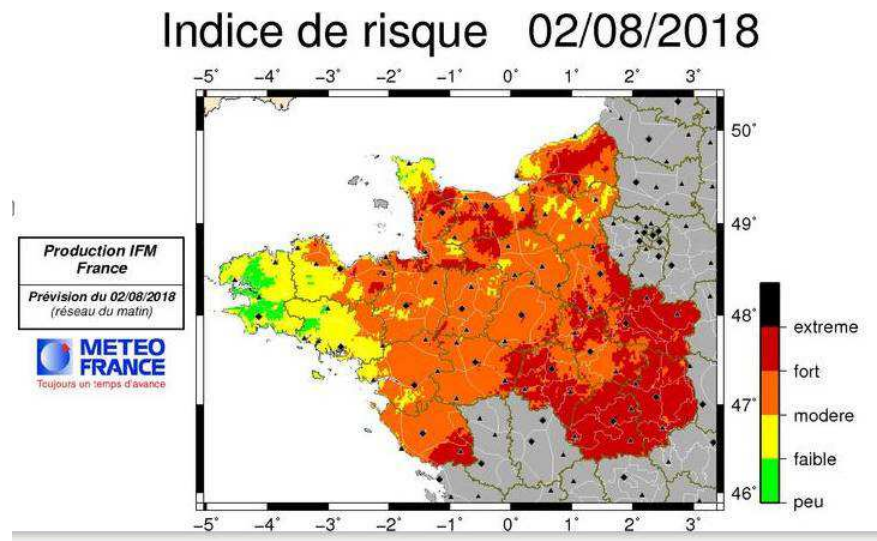 Indice de risque 02/08/2018
−5° −4° −3° −2° −1° 0° 1° 2° 3°
50°
49°
Production IFM
France
Prévision du 02/08/2018
(réseau du matin)
48°
extreme
METEO
FRANCE
Toujours un temps d'avance
fort
47°
modere
faible
46°
peu
−5° −4° −3° −2° −1° 0° 1° 2° 3°